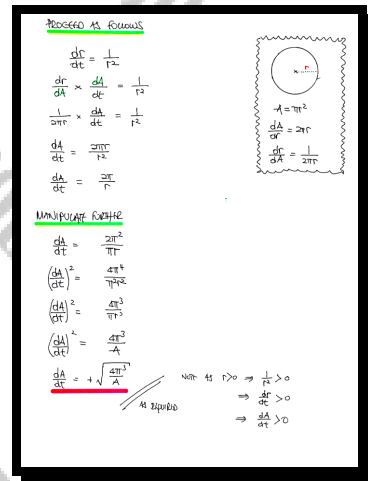 PROCEED AS FOLLOWS
dr/dt = 1/r²
dr/dA × dA/dt = 1/r²
1/2πr × dA/dt = 1/r²
dA/dt = 2πr/r²
dA/dt = 2π/r
r
A = πr²
dA/dr = 2πr
dr/dA = 1/2πr
MANIPULATE FURTHER
dA/dt = 2π²/πr
(dA/dt)² = 4π⁴/π²r²
(dA/dt)² = 4π³/πr²
(dA/dt)² = 4π³/A
dA/dt = +√(4π³/A)
AS REQUIRED
NOTE AS r>0 ⇒ 1/r² >0
⇒ dr/dt >0
⇒ dA/dt >0